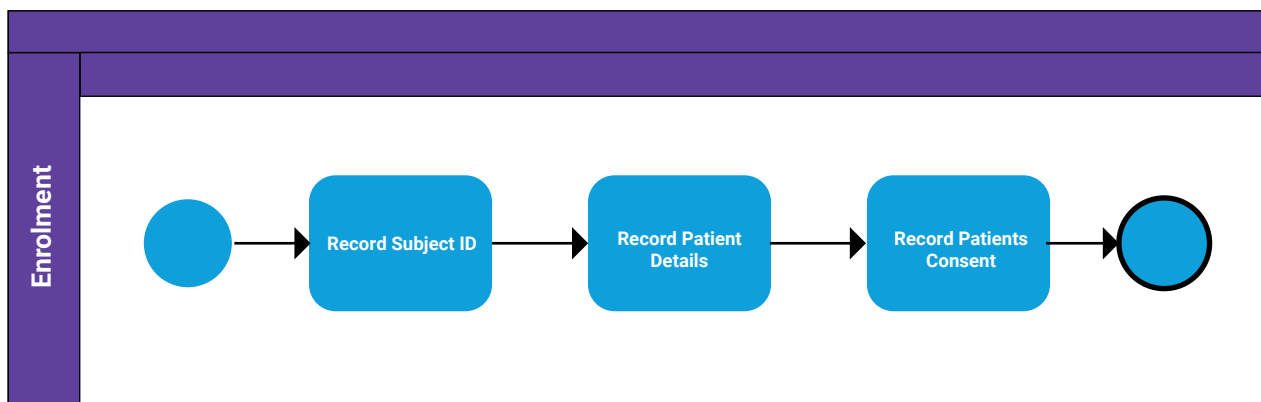 Enrolment
Record Subject ID
Record Patient
Details
Record Patients
Consent